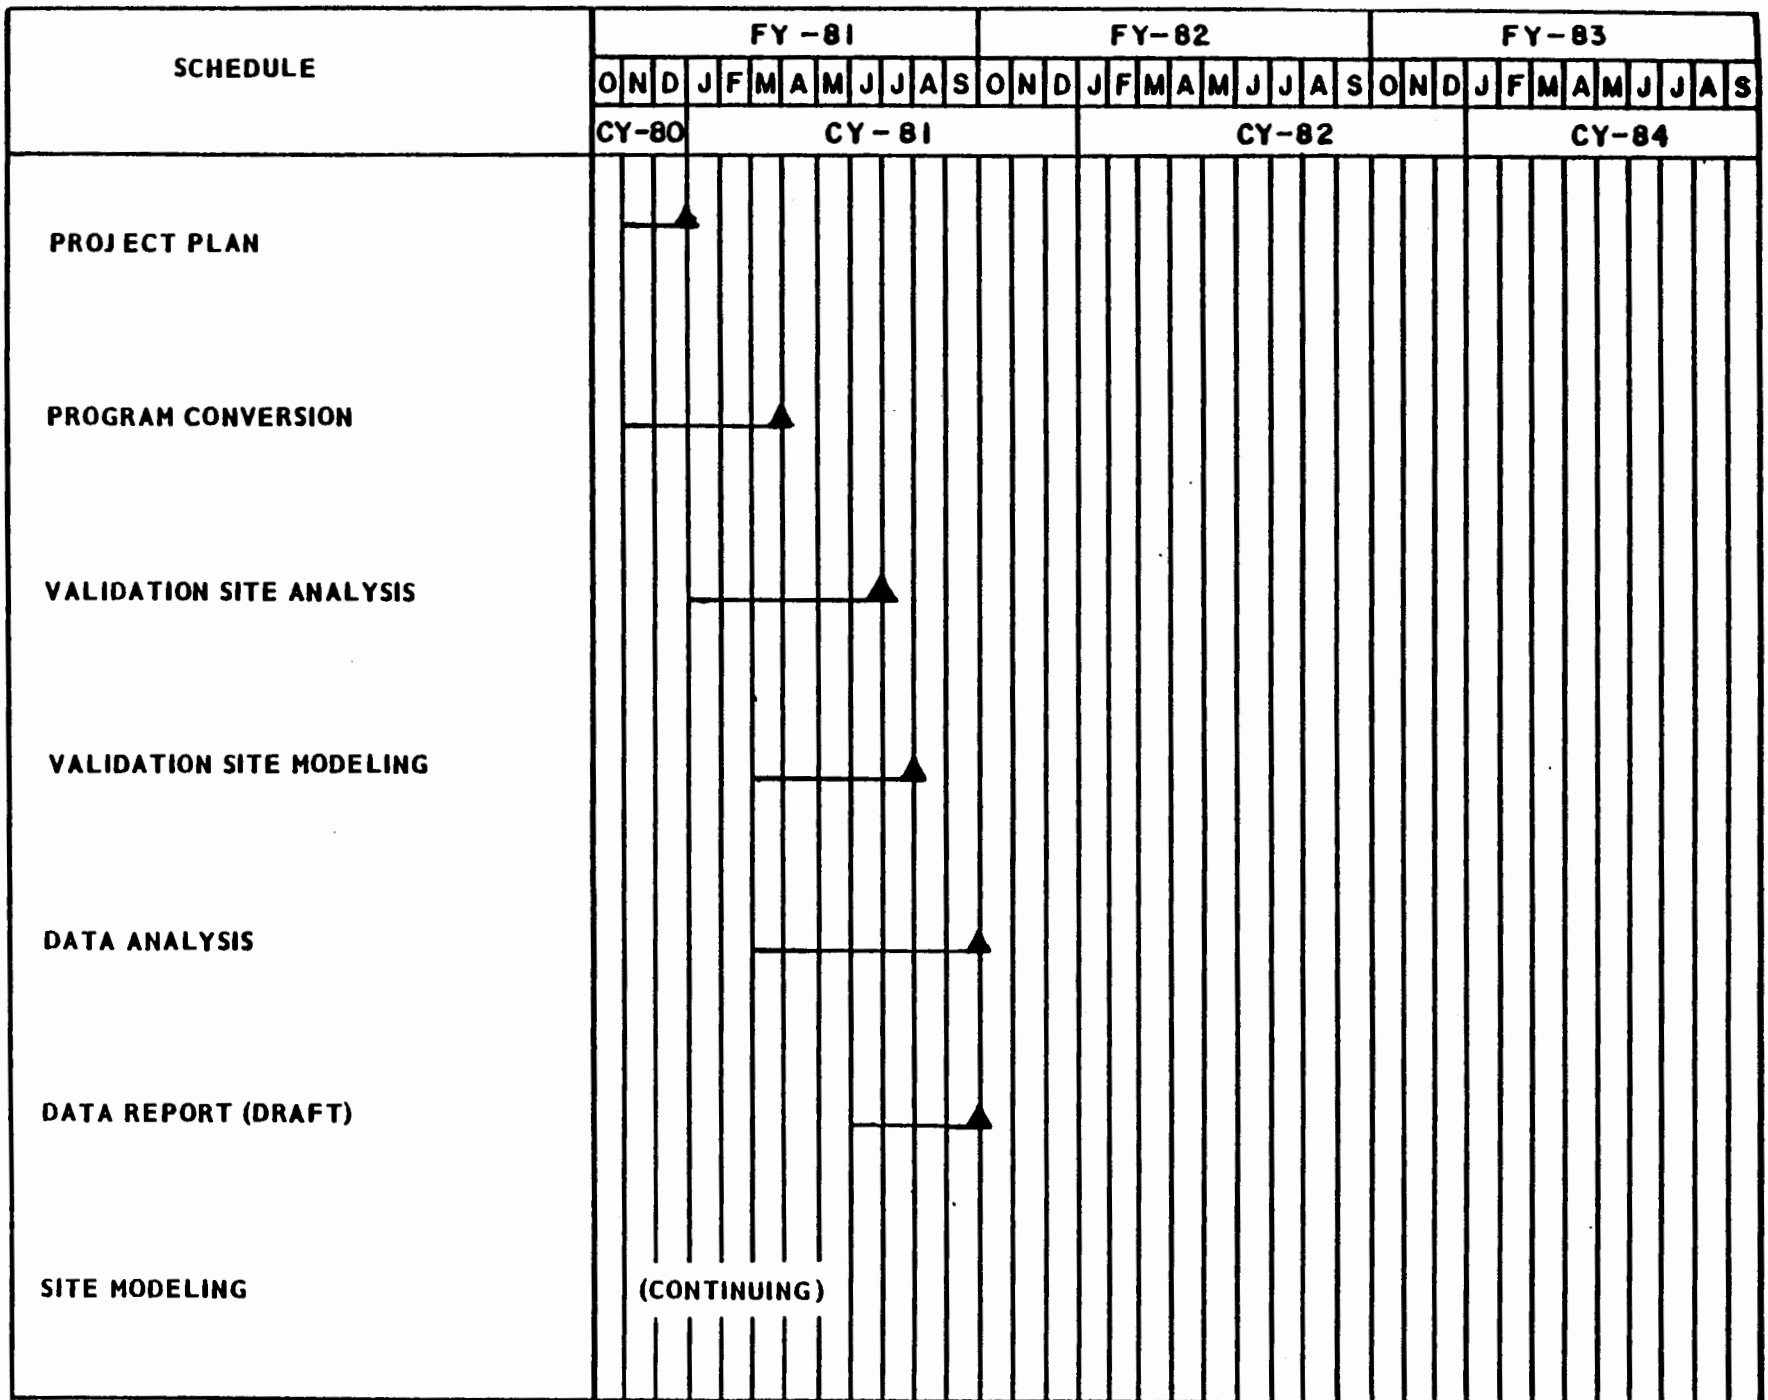 SCHEDULE
FY-81 FY-82 FY-83
O N D J F M A M J J A S O N D J F M A M J J A S O N D J F M A M J J A S
CY-80 CY-81 CY-82 CY-84
PROJECT PLAN
PROGRAM CONVERSION
VALIDATION SITE ANALYSIS
VALIDATION SITE MODELING
DATA ANALYSIS
DATA REPORT (DRAFT)
SITE MODELING (CONTINUING)